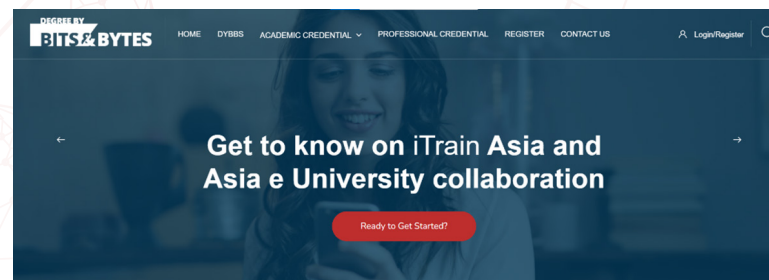 DEGREE BY
BITS & BYTES
HOME DYBBS ACADEMIC CREDENTIAL PROFESSIONAL CREDENTIAL REGISTER CONTACT US Login/Register
Get to know on iTrain Asia and
Asia e University collaboration
Ready to Get Started?